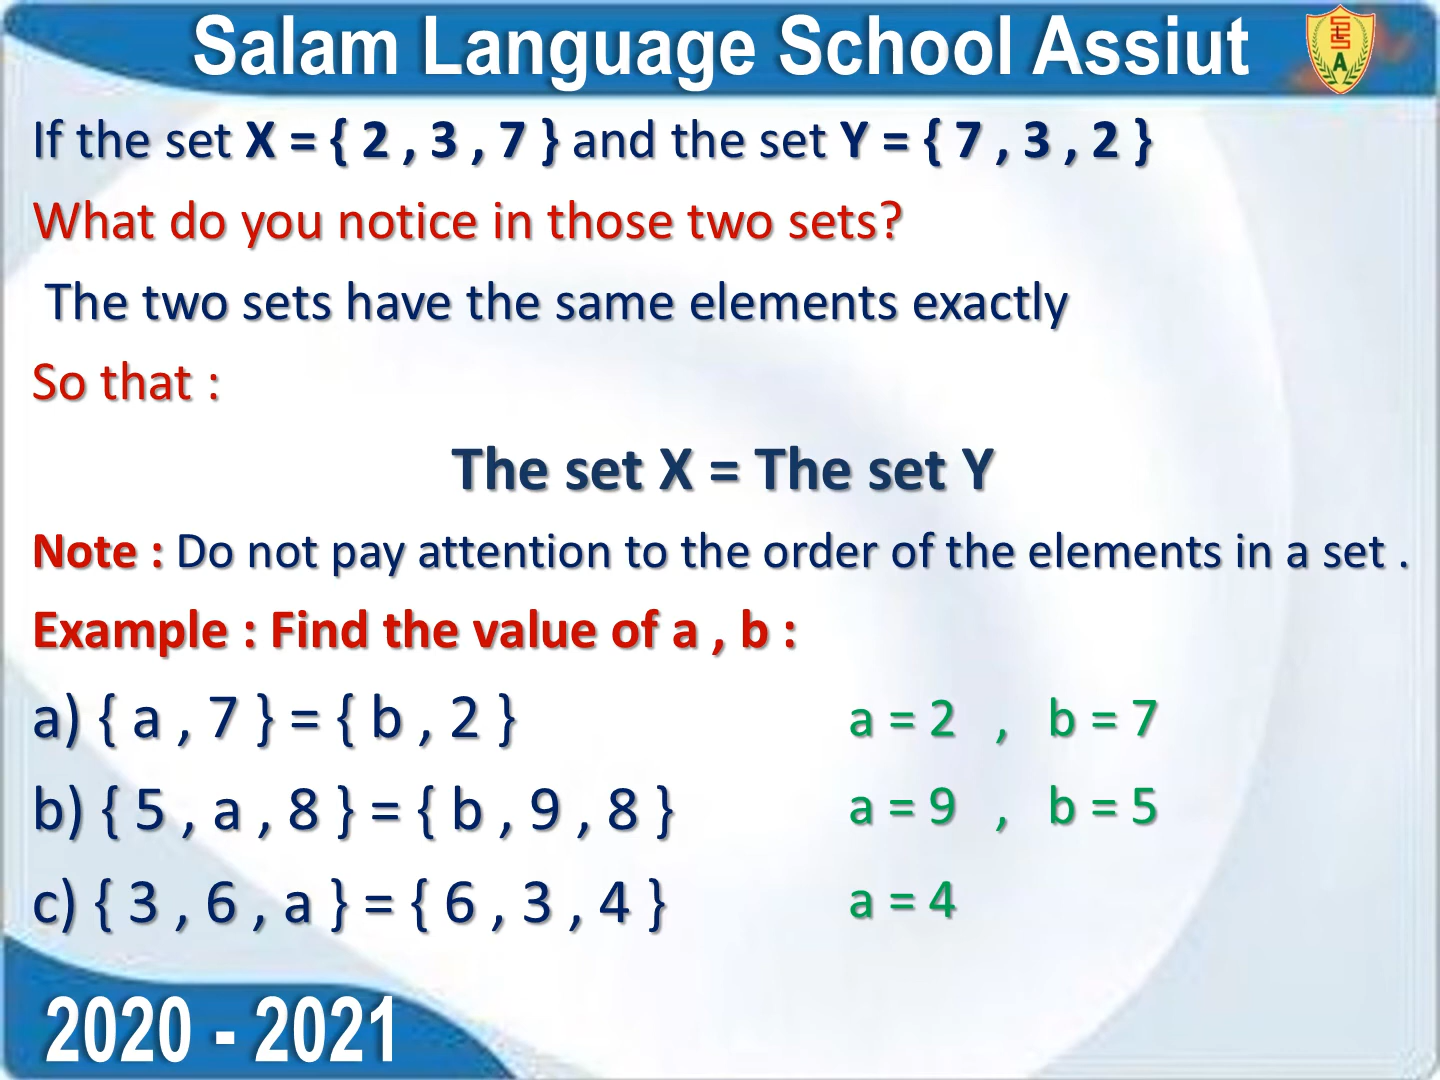 Salam Language School Assiut
If the set X = { 2 , 3 , 7 } and the set Y = { 7 , 3 , 2 }
What do you notice in those two sets?
The two sets have the same elements exactly
So that :
The set X = The set Y
Note : Do not pay attention to the order of the elements in a set .
Example : Find the value of a , b :
a) { a , 7 } = { b , 2 } a = 2 , b = 7
b) { 5 , a , 8 } = { b , 9 , 8 } a = 9 , b = 5
c) { 3 , 6 , a } = { 6 , 3 , 4 } a = 4
2020 - 2021